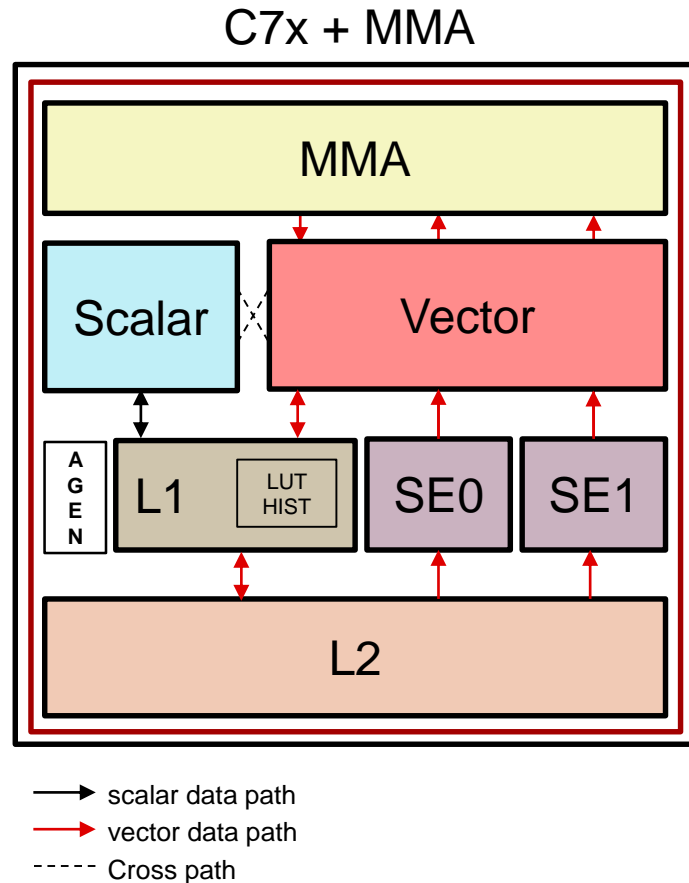 C7x + MMA
MMA
Scalar
Vector
A
G
E
N
L1
LUT
HIST
SE0
SE1
L2
scalar data path
vector data path
Cross path